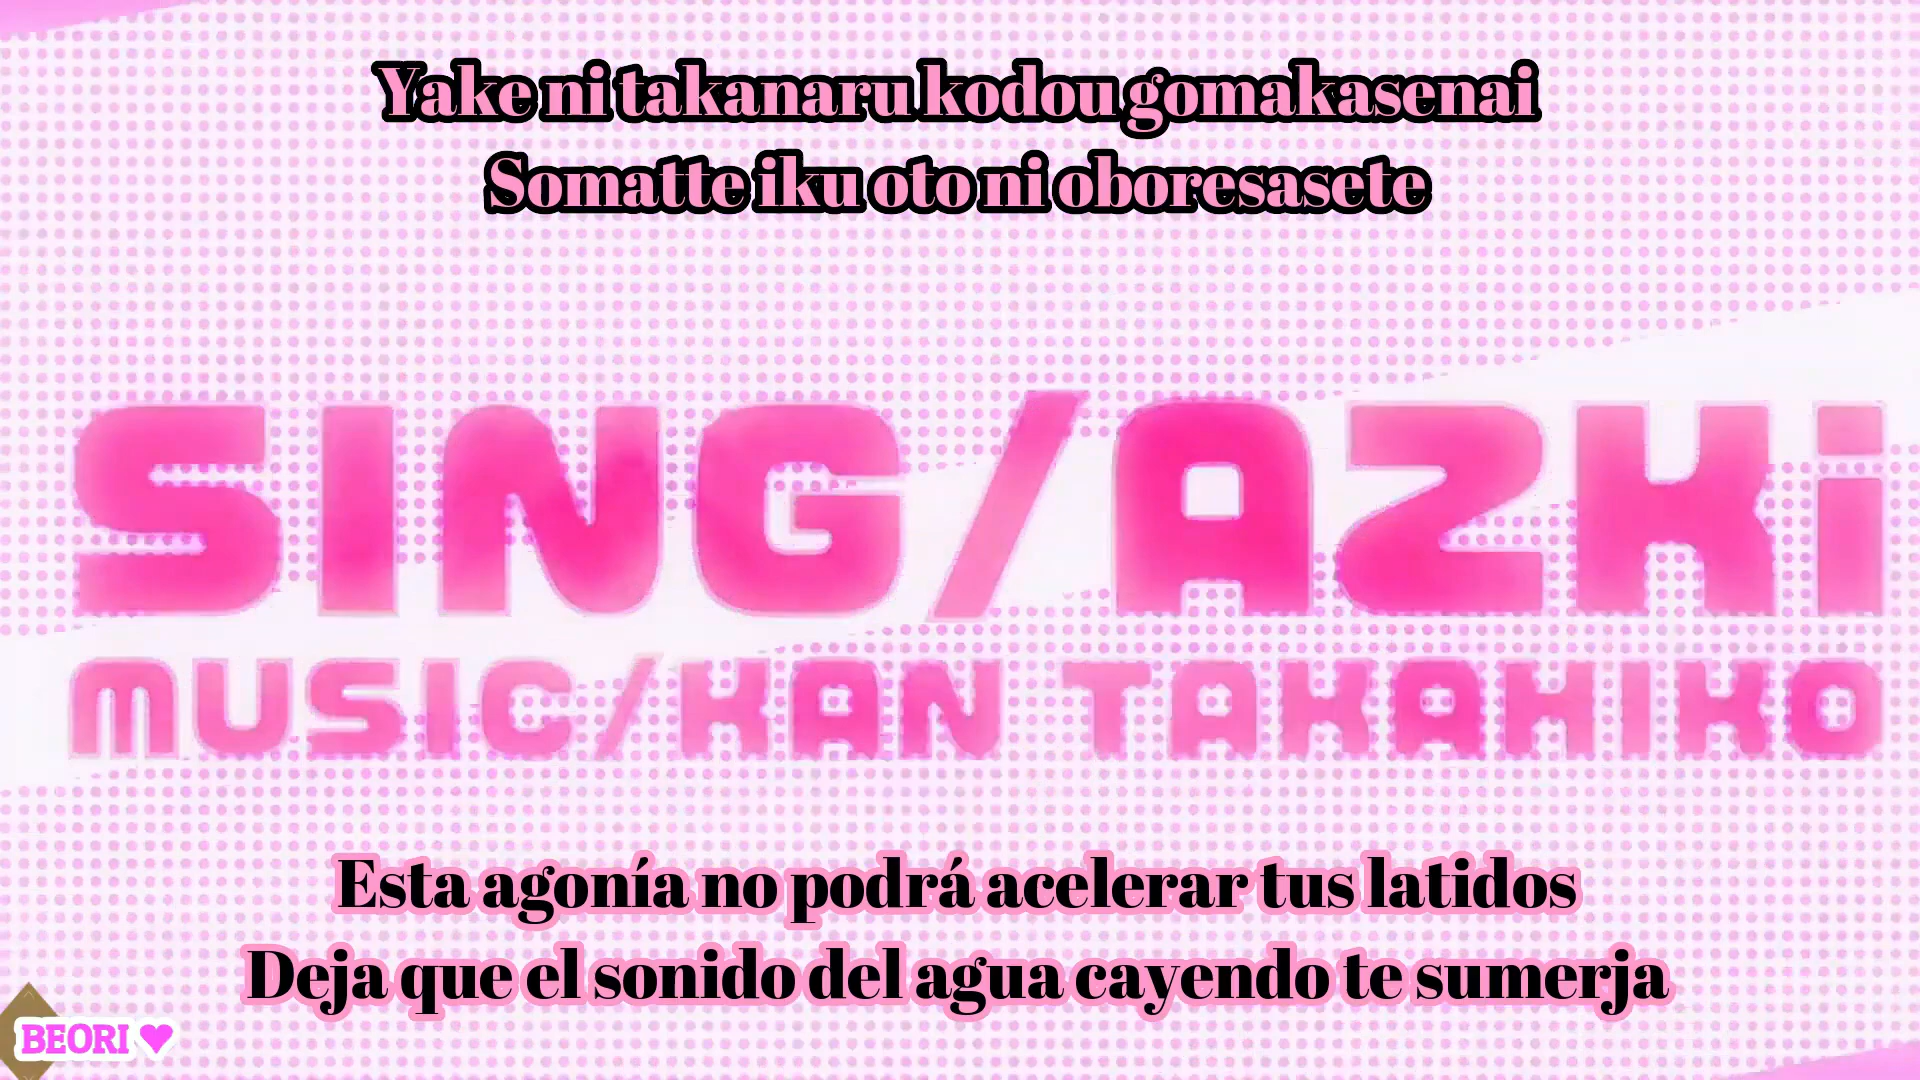 Yake ni takanaru kodou gomakasenai
Somatte iku oto ni oboresasete
SING/AZKi
MUSIC/KAN TAKAHIKO
Esta agonía no podrá acelerar tus latidos
Deja que el sonido del agua cayendo te sumerja
BEORI ♥